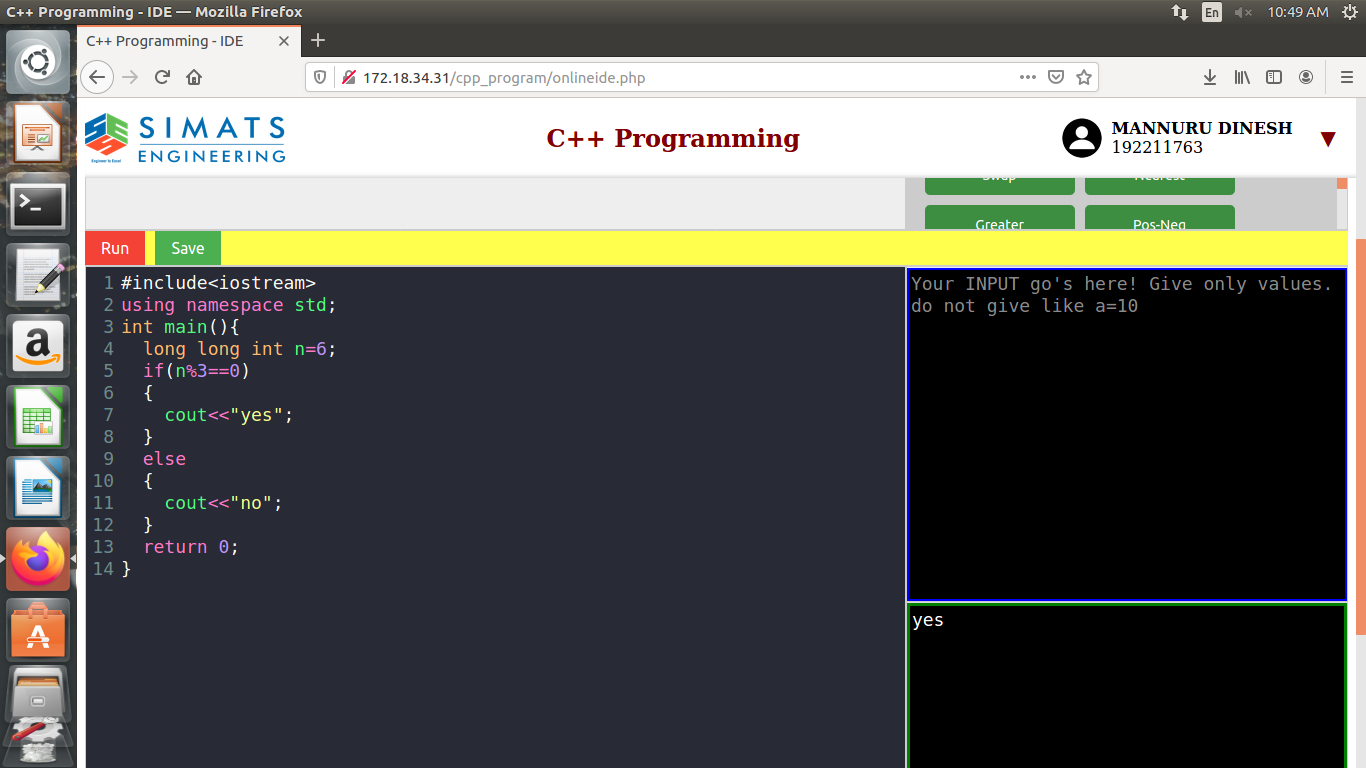 C++ Programming - IDE — Mozilla Firefox
En
10:49 AM
C++ Programming - IDE
172.18.34.31/cpp_program/onlineide.php
SIMATS
ENGINEERING
Engineer to Excel
C++ Programming
MANNURU DINESH
192211763
Swap
Nearest
Greater
Pos-Neg
Run
Save
1 #include<iostream>
2 using namespace std;
3 int main(){
4   long long int n=6;
5   if(n%3==0)
6   {
7     cout<<"yes";
8   }
9   else
10   {
11     cout<<"no";
12   }
13   return 0;
14 }
Your INPUT go's here! Give only values.
do not give like a=10
yes